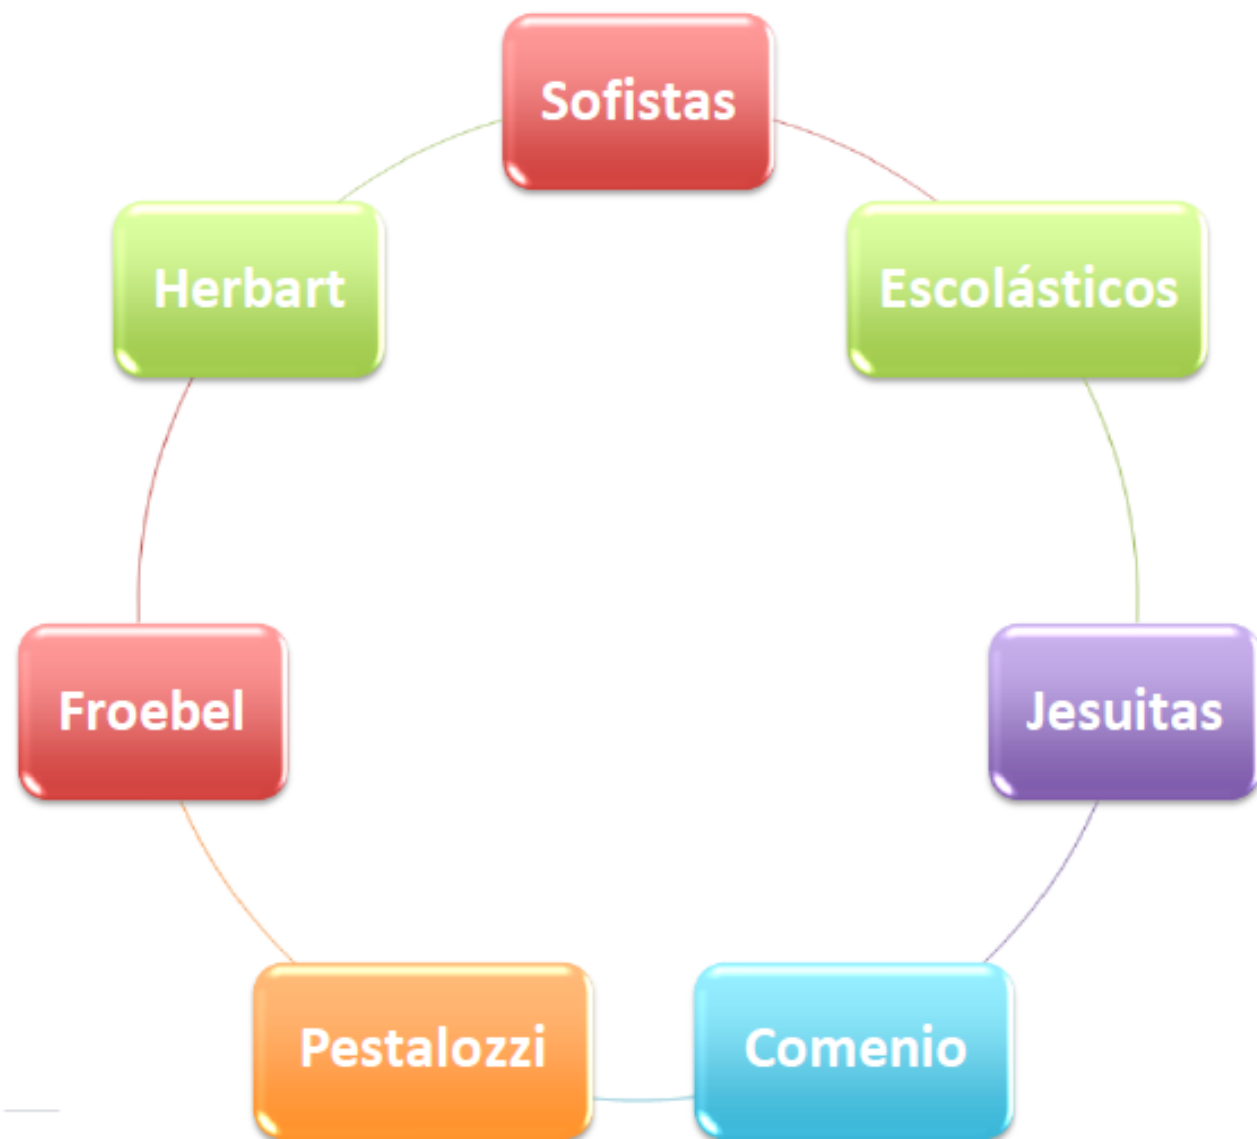 Sofistas
Escolásticos
Jesuitas
Comenio
Pestalozzi
Froebel
Herbart